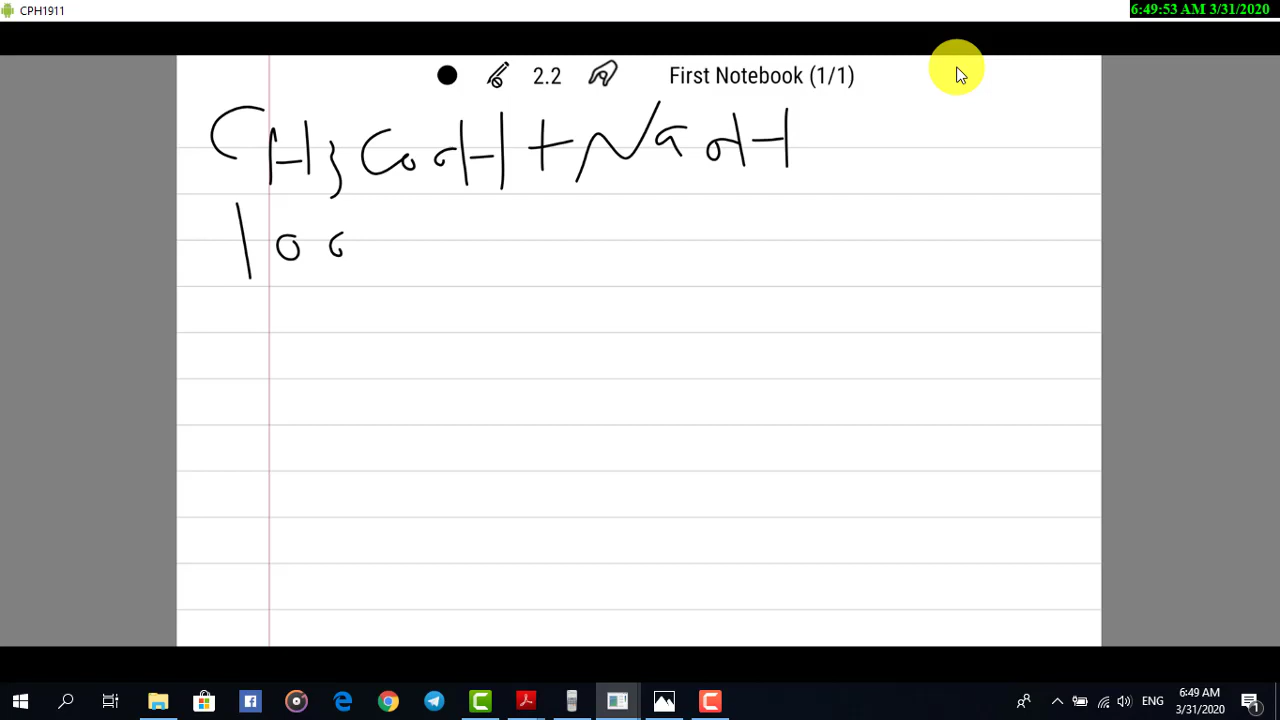 CPH1911
6:49:53 AM 3/31/2020
2.2 First Notebook (1/1)
CH3COOH + NaOH
100
ENG
6:49 AM
3/31/2020
1